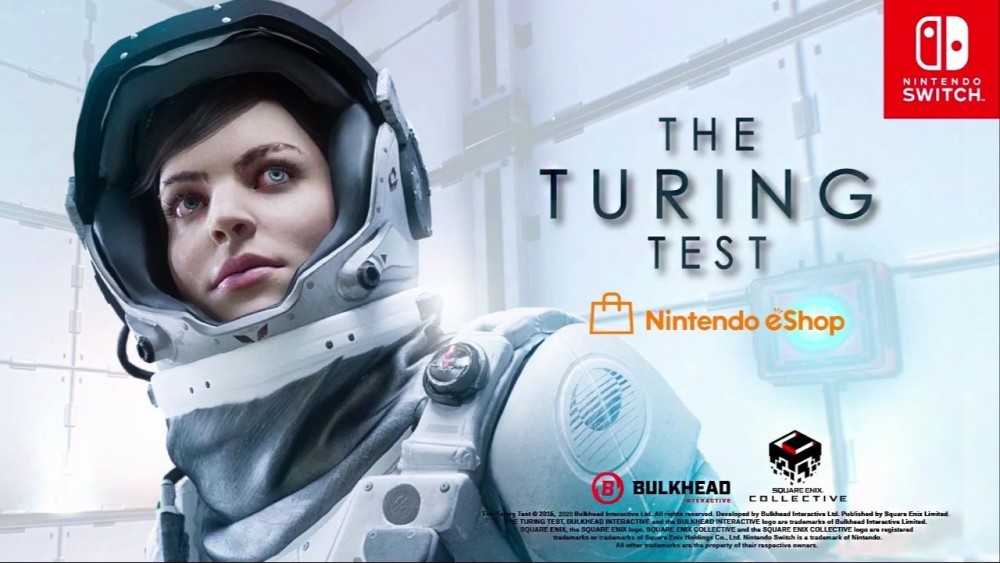 NINTENDO
SWITCH™
THE
TURING
TEST
Nintendo eShop
B BULKHEAD
INTERACTIVE
SQUARE ENIX.
COLLECTIVE
The Turing Test © 2016, 2020 Bulkhead Interactive Ltd. All rights reserved. Developed by Bulkhead Interactive Ltd. Published by Square Enix Limited.
THE TURING TEST, BULKHEAD INTERACTIVE and the BULKHEAD INTERACTIVE logo are trademarks of Bulkhead Interactive Limited.
SQUARE ENIX, the SQUARE ENIX logo, SQUARE ENIX COLLECTIVE and the SQUARE ENIX COLLECTIVE logo are registered
trademarks or trademarks of Square Enix Holdings Co., Ltd. Nintendo Switch is a trademark of Nintendo.
All other trademarks are the property of their respective owners.